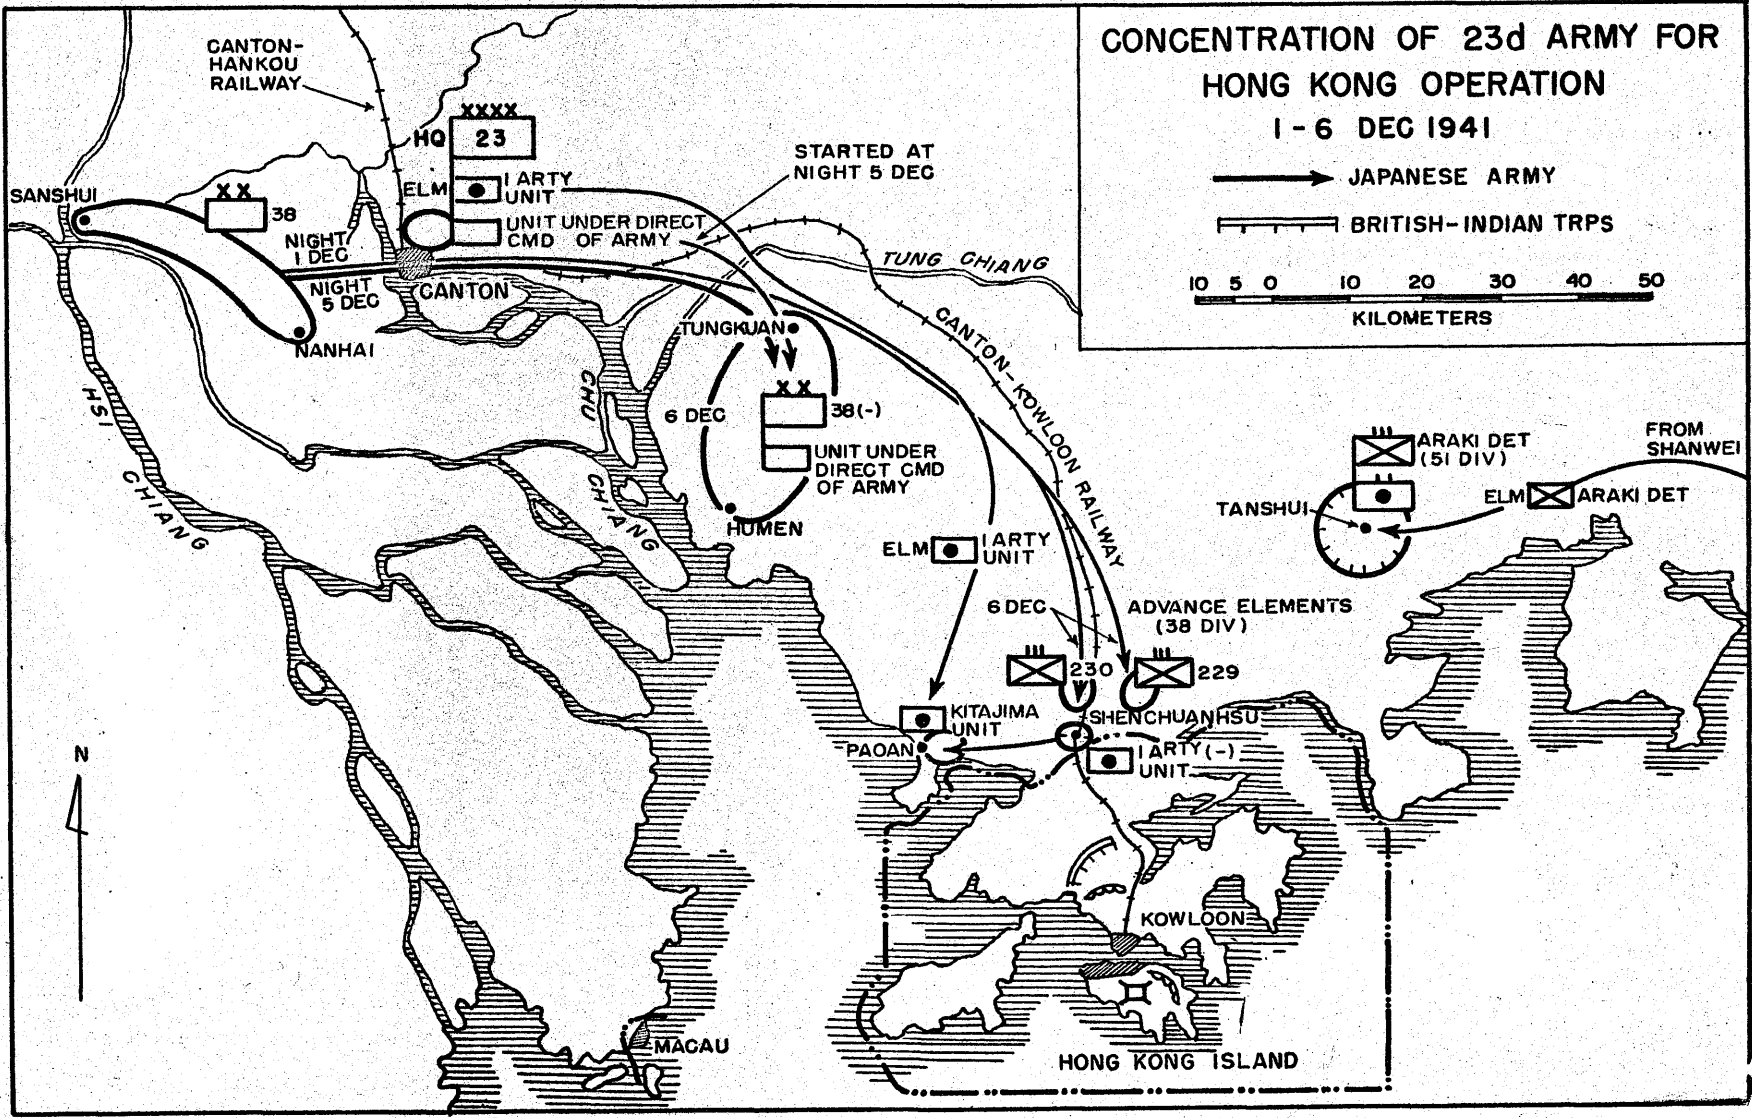 CONCENTRATION OF 23d ARMY FOR
HONG KONG OPERATION
1-6 DEC 1941
JAPANESE ARMY
BRITISH-INDIAN TRPS
10 5 0 10 20 30 40 50
KILOMETERS
CANTON-
HANKOU
RAILWAY
XXXX
HQ 23
STARTED AT
NIGHT 5 DEC
SANSHUI
XX
38
ELM
1 ARTY
UNIT
UNIT UNDER DIRECT
CMD OF ARMY
NIGHT
1 DEC
NIGHT
5 DEC
CANTON
TUNG CHIANG
NANHAI
TUNGKUAN
CANTON-KOWLOON RAILWAY
HSI
CHIANG
CHU
CHIANG
6 DEC
XX
38(-)
UNIT UNDER
DIRECT CMD
OF ARMY
HUMEN
ARAKI DET
(51 DIV)
FROM
SHANWEI
TANSHUI
ELM
ARAKI DET
ELM
1 ARTY
UNIT
6 DEC
ADVANCE ELEMENTS
(38 DIV)
230
229
KITAJIMA
UNIT
SHENCHUANHSU
PAOAN
1 ARTY(-)
UNIT
N
KOWLOON
MACAU
HONG KONG ISLAND